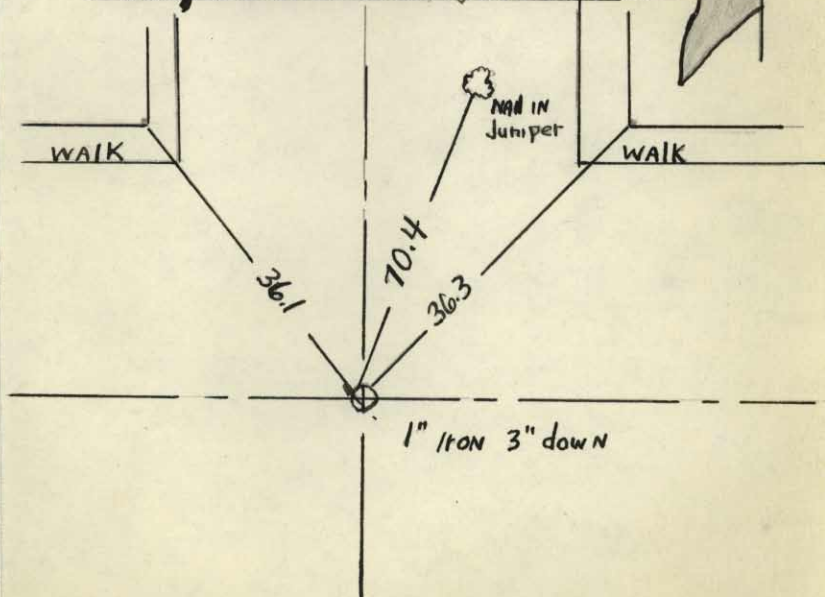 NAil IN
Juniper
WALK
WALK
70.4
36.1
36.3
1" IroN 3" dowN